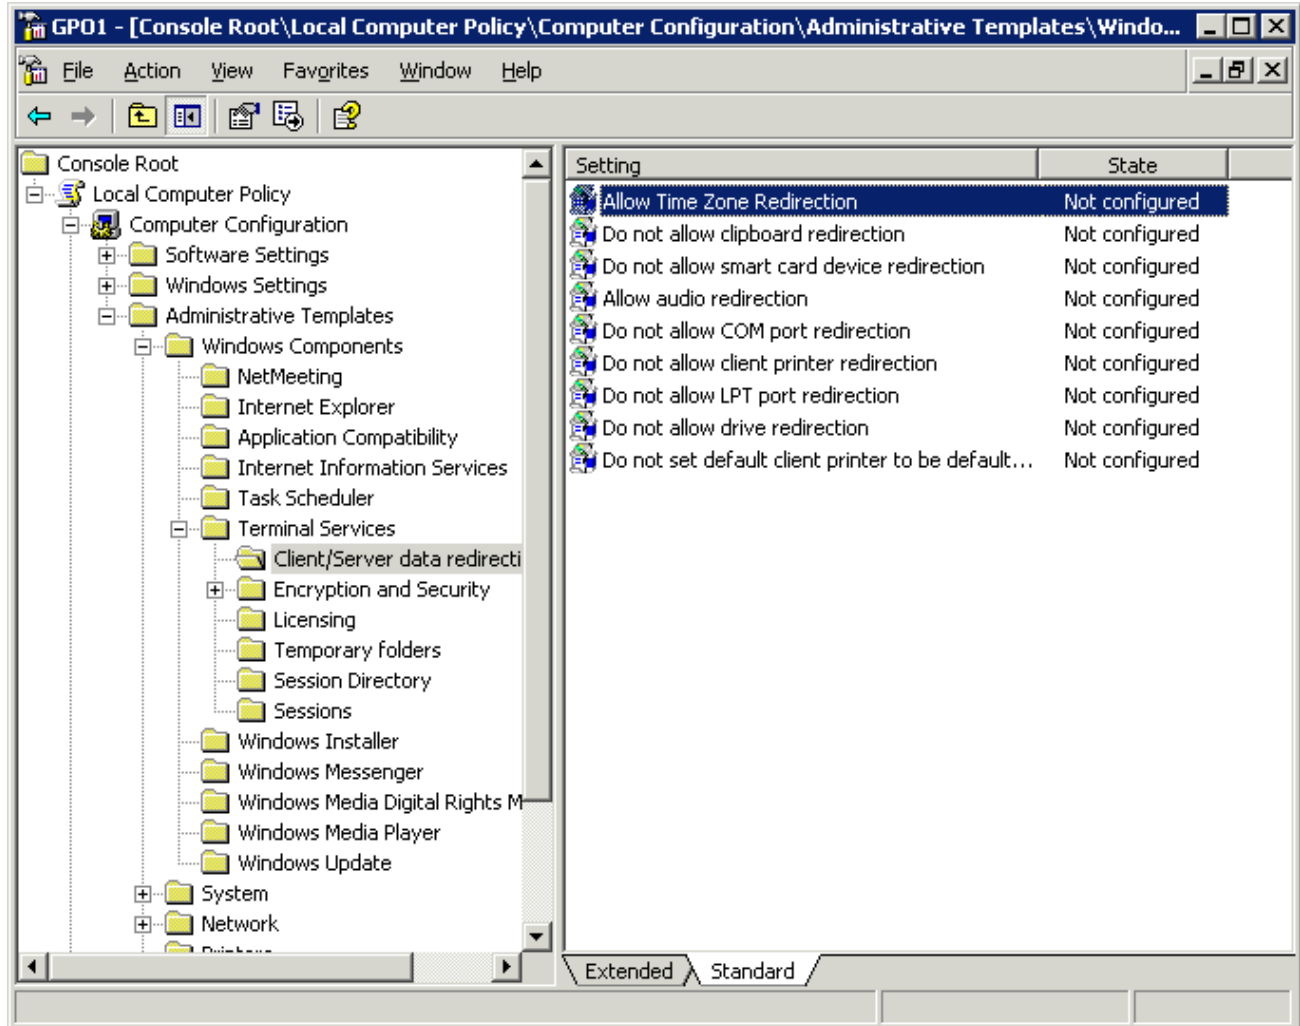 GPO1 - [Console Root\Local Computer Policy\Computer Configuration\Administrative Templates\Windo...
File Action View Favorites Window Help
Console Root
Local Computer Policy
Computer Configuration
Software Settings
Windows Settings
Administrative Templates
Windows Components
NetMeeting
Internet Explorer
Application Compatibility
Internet Information Services
Task Scheduler
Terminal Services
Client/Server data redirecti
Encryption and Security
Licensing
Temporary folders
Session Directory
Sessions
Windows Installer
Windows Messenger
Windows Media Digital Rights M
Windows Media Player
Windows Update
System
Network
Setting State
Allow Time Zone Redirection Not configured
Do not allow clipboard redirection Not configured
Do not allow smart card device redirection Not configured
Allow audio redirection Not configured
Do not allow COM port redirection Not configured
Do not allow client printer redirection Not configured
Do not allow LPT port redirection Not configured
Do not allow drive redirection Not configured
Do not set default client printer to be default... Not configured
Extended Standard